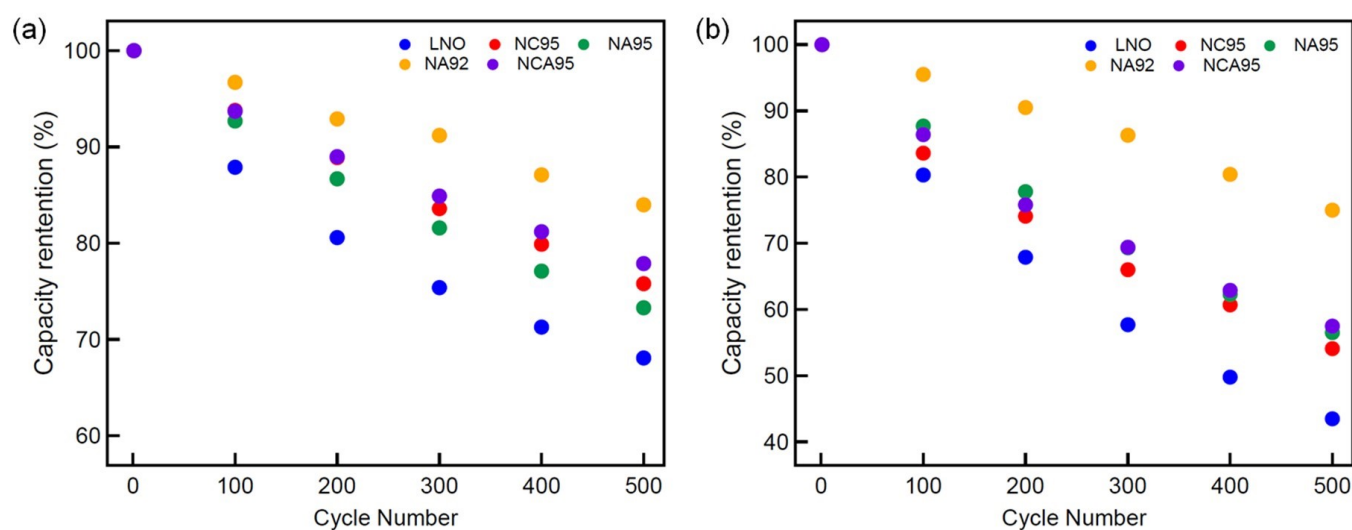 (a)
LNO NC95 NA95
NA92 NCA95
100
90
80
70
60
Capacity rentention (%)
0 100 200 300 400 500
Cycle Number
(b)
LNO NC95 NA95
NA92 NCA95
100
90
80
70
60
50
40
Capacity rentention (%)
0 100 200 300 400 500
Cycle Number